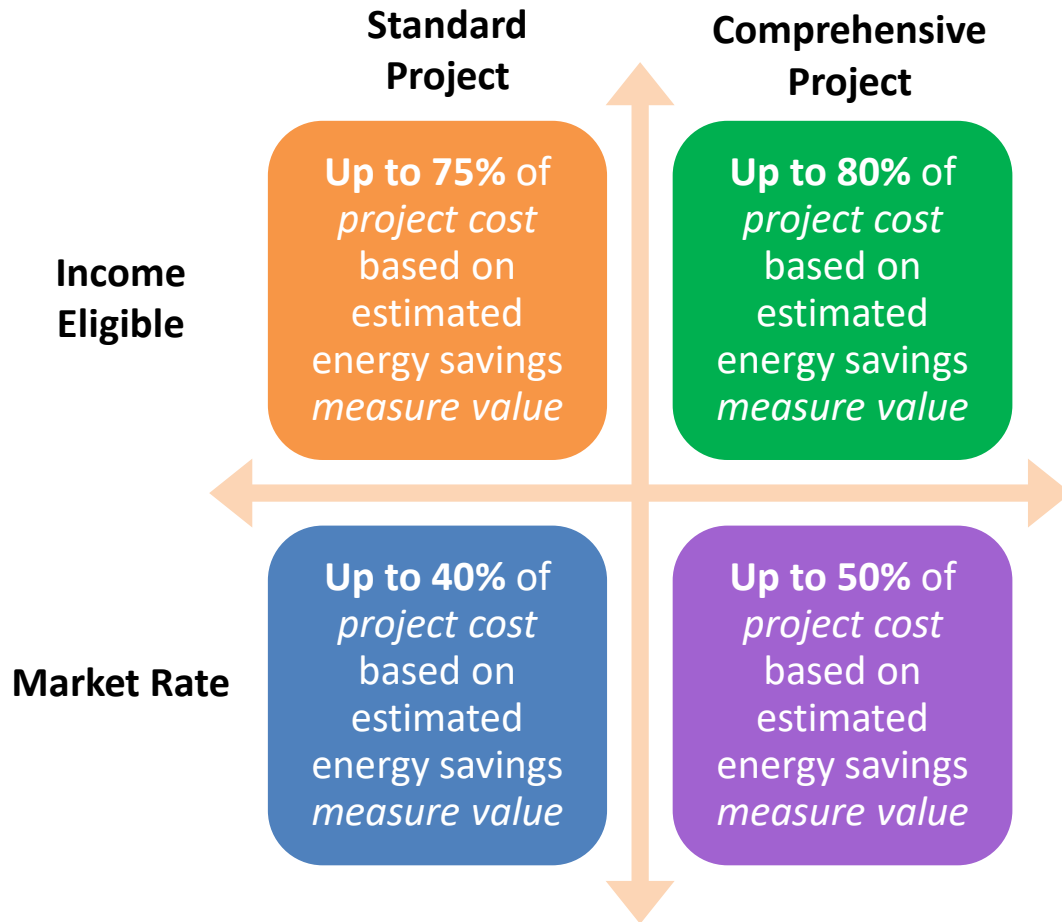 Standard
Project
Comprehensive
Project
Income
Eligible
Up to 75% of
project cost
based on
estimated
energy savings
measure value
Up to 80% of
project cost
based on
estimated
energy savings
measure value
Market Rate
Up to 40% of
project cost
based on
estimated
energy savings
measure value
Up to 50% of
project cost
based on
estimated
energy savings
measure value